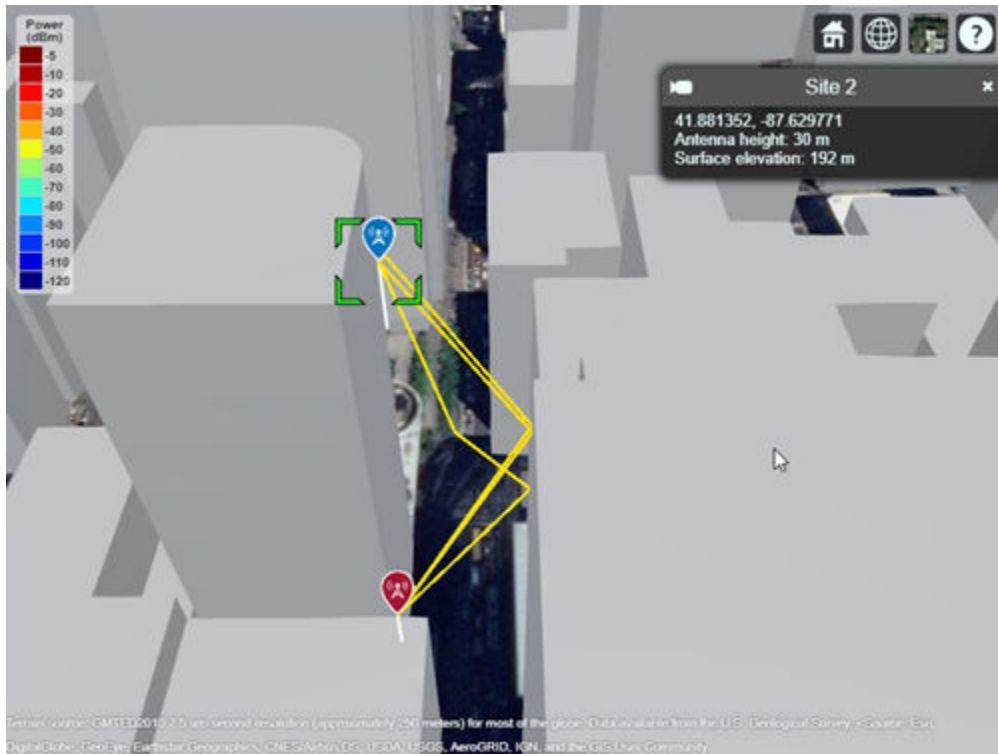 Power
(dBm)
-5
-10
-20
-30
-40
-50
-60
-70
-80
-90
-100
-110
-120
?
Site 2
×
41.881352, -87.629771
Antenna height: 30 m
Surface elevation: 192 m
Terrain source: GMTED2010 7.5 arc-second resolution (approximately 250 meters) for most of the globe. Data available from the U.S. Geological Survey. • Source: Esri,
DigitalGlobe, GeoEye, Earthstar Geographics, CNES/Airbus DS, USDA, USGS, AeroGRID, IGN, and the GIS User Community